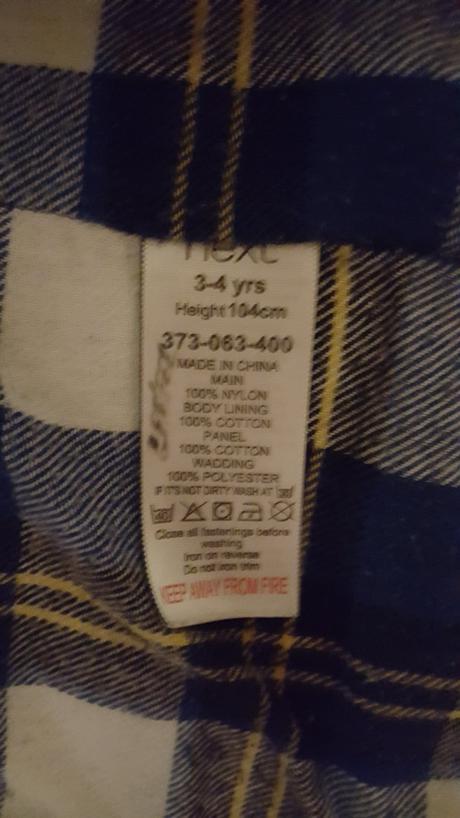 next
3-4 yrs
Height 104cm
373-063-400
MADE IN CHINA
MAIN
100% NYLON
BODY LINING
100% COTTON
PANEL
100% COTTON
WADDING
100% POLYESTER
IF IT'S NOT DIRTY WASH AT
Close all fastenings before
washing
Iron on reverse
Do not iron trim
KEEP AWAY FROM FIRE